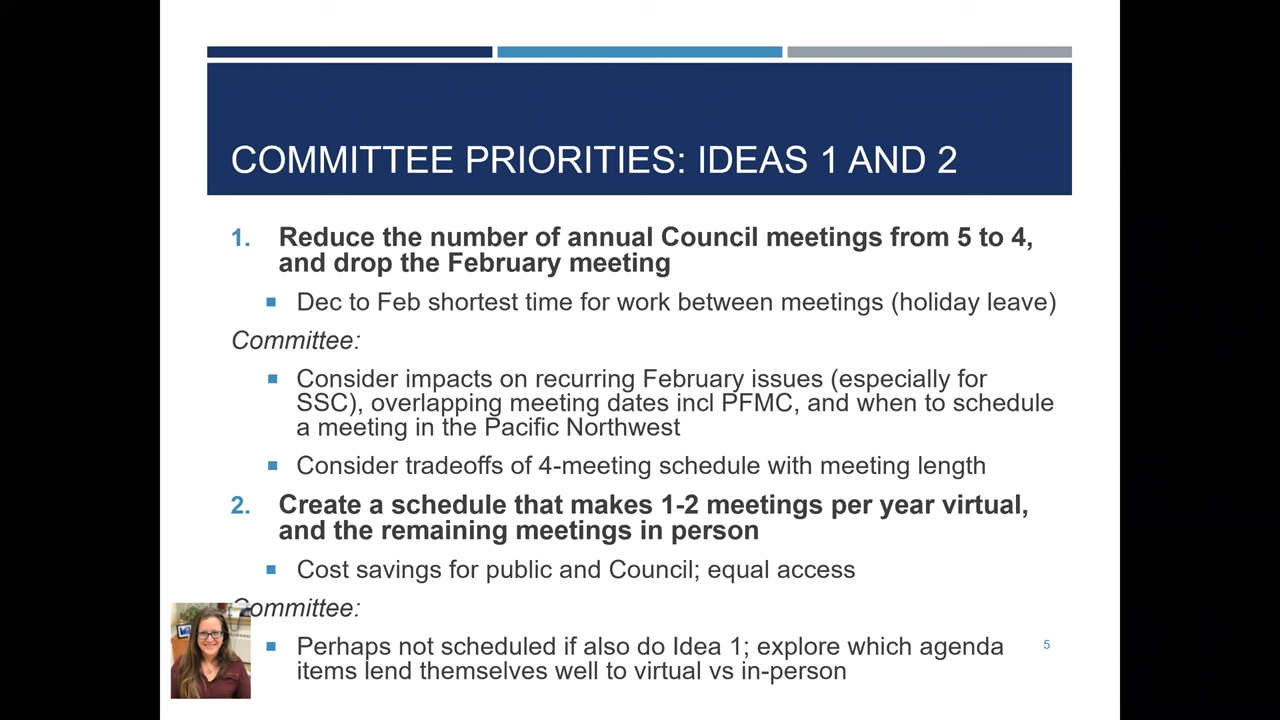 COMMITTEE PRIORITIES: IDEAS 1 AND 2
1. Reduce the number of annual Council meetings from 5 to 4,
and drop the February meeting
Dec to Feb shortest time for work between meetings (holiday leave)
Committee:
Consider impacts on recurring February issues (especially for
SSC), overlapping meeting dates incl PFMC, and when to schedule
a meeting in the Pacific Northwest
Consider tradeoffs of 4-meeting schedule with meeting length
2. Create a schedule that makes 1-2 meetings per year virtual,
and the remaining meetings in person
Cost savings for public and Council; equal access
Committee:
Perhaps not scheduled if also do Idea 1; explore which agenda
items lend themselves well to virtual vs in-person
5